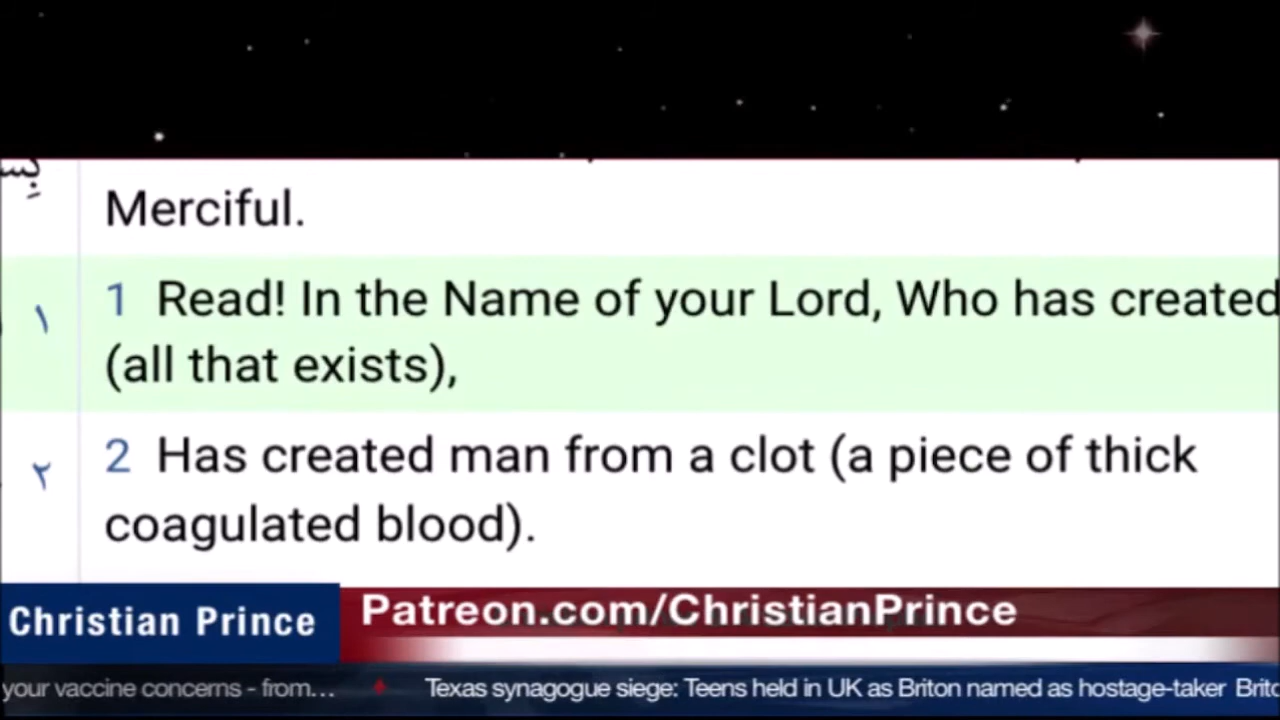 Merciful.
١
1 Read! In the Name of your Lord, Who has created
(all that exists),
٢
2 Has created man from a clot (a piece of thick
coagulated blood).
Christian Prince
Patreon.com/ChristianPrince
your vaccine concerns - from... Texas synagogue siege: Teens held in UK as Briton named as hostage-taker